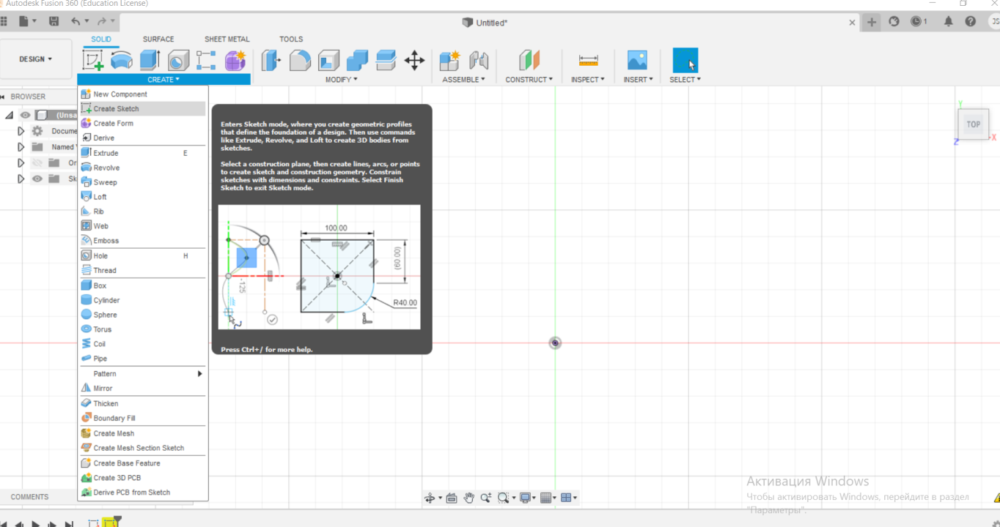 Autodesk Fusion 360 (Education License)
Untitled*
1
JS
SOLID
SURFACE
SHEET METAL
TOOLS
DESIGN
CREATE
MODIFY
ASSEMBLE
CONSTRUCT
INSPECT
INSERT
SELECT
BROWSER
(Unsa
Docume
Named
Or
Sk
New Component
Create Sketch
Create Form
Derive
Extrude E
Revolve
Sweep
Loft
Rib
Web
Emboss
Hole H
Thread
Box
Cylinder
Sphere
Torus
Coil
Pipe
Pattern
Mirror
Thicken
Boundary Fill
Create Mesh
Create Mesh Section Sketch
Create Base Feature
Create 3D PCB
Derive PCB from Sketch
Enters Sketch mode, where you create geometric profiles
that define the foundation of a design. Then use commands
like Extrude, Revolve, and Loft to create 3D bodies from
sketches.
Select a construction plane, then create lines, arcs, or points
to create sketch and construction geometry. Constrain
sketches with dimensions and constraints. Select Finish
Sketch to exit Sketch mode.
100.00
(60.00)
-125
R40.00
Press Ctrl+/ for more help.
Y
TOP
X
Z
COMMENTS
Активация Windows
Чтобы активировать Windows, перейдите в раздел
"Параметры".